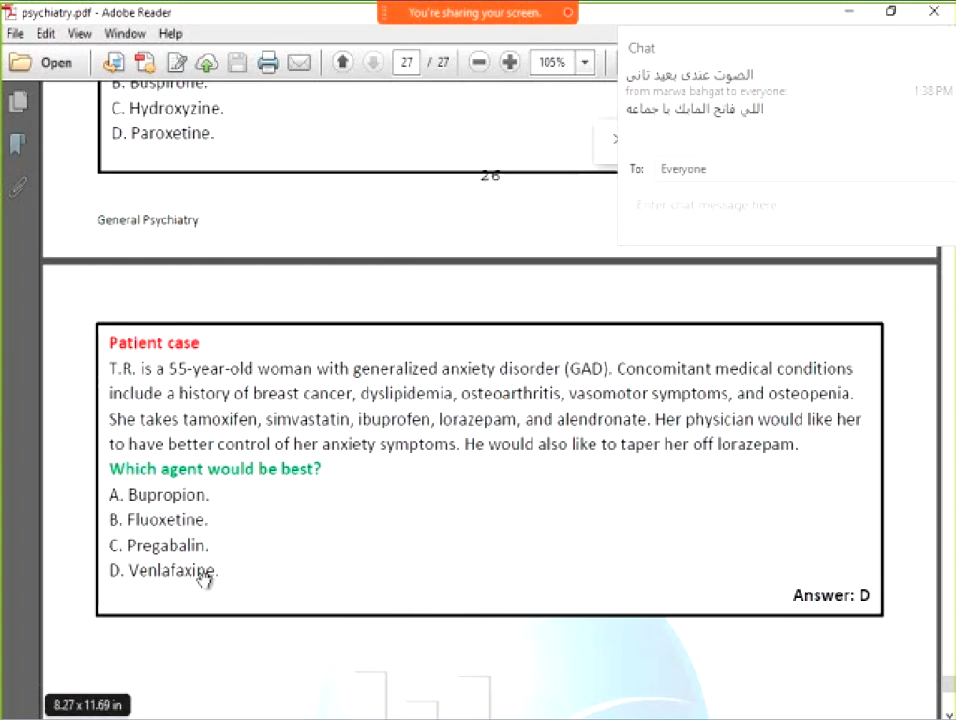 psychiatry.pdf - Adobe Reader
You're sharing your screen.
File Edit View Window Help
Open
27 / 27
105%
Chat
الصوت عندى بعيد تانى
from marwa bahgat to everyone:
1:38 PM
اللي فاتح المايك يا جماعه
To: Everyone
Enter chat message here
B. Buspirone.
C. Hydroxyzine.
D. Paroxetine.
26
General Psychiatry
Patient case
T.R. is a 55-year-old woman with generalized anxiety disorder (GAD). Concomitant medical conditions
include a history of breast cancer, dyslipidemia, osteoarthritis, vasomotor symptoms, and osteopenia.
She takes tamoxifen, simvastatin, ibuprofen, lorazepam, and alendronate. Her physician would like her
to have better control of her anxiety symptoms. He would also like to taper her off lorazepam.
Which agent would be best?
A. Bupropion.
B. Fluoxetine.
C. Pregabalin.
D. Venlafaxine.
Answer: D
8.27 x 11.69 in